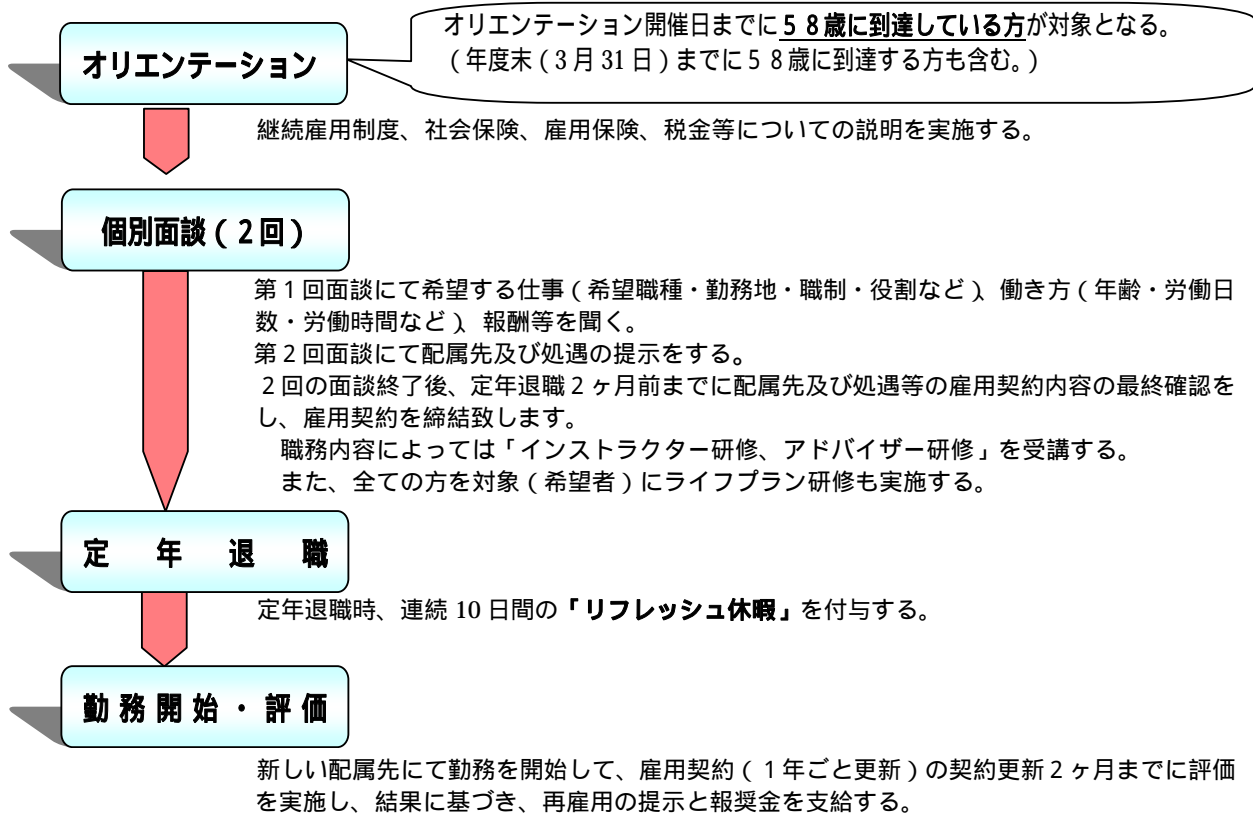 オリエンテーション開催日までに５８歳に到達している方が対象となる。
（年度末（3月31日）までに５８歳に到達する方も含む。）
オリエンテーション
継続雇用制度、社会保険、雇用保険、税金等についての説明を実施する。
個別面談（２回）
第１回面談にて希望する仕事（希望職種・勤務地・職制・役割など）、働き方（年齢・労働日
数・労働時間など）、報酬等を聞く。
第２回面談にて配属先及び処遇の提示をする。
２回の面談終了後、定年退職２ヶ月前までに配属先及び処遇等の雇用契約内容の最終確認を
し、雇用契約を締結致します。
職務内容によっては「インストラクター研修、アドバイザー研修」を受講する。
また、全ての方を対象（希望者）にライフプラン研修も実施する。
定　年　退　職
定年退職時、連続10日間の「リフレッシュ休暇」を付与する。
勤務開始・評価
新しい配属先にて勤務を開始して、雇用契約（１年ごと更新）の契約更新２ヶ月までに評価
を実施し、結果に基づき、再雇用の提示と報奨金を支給する。